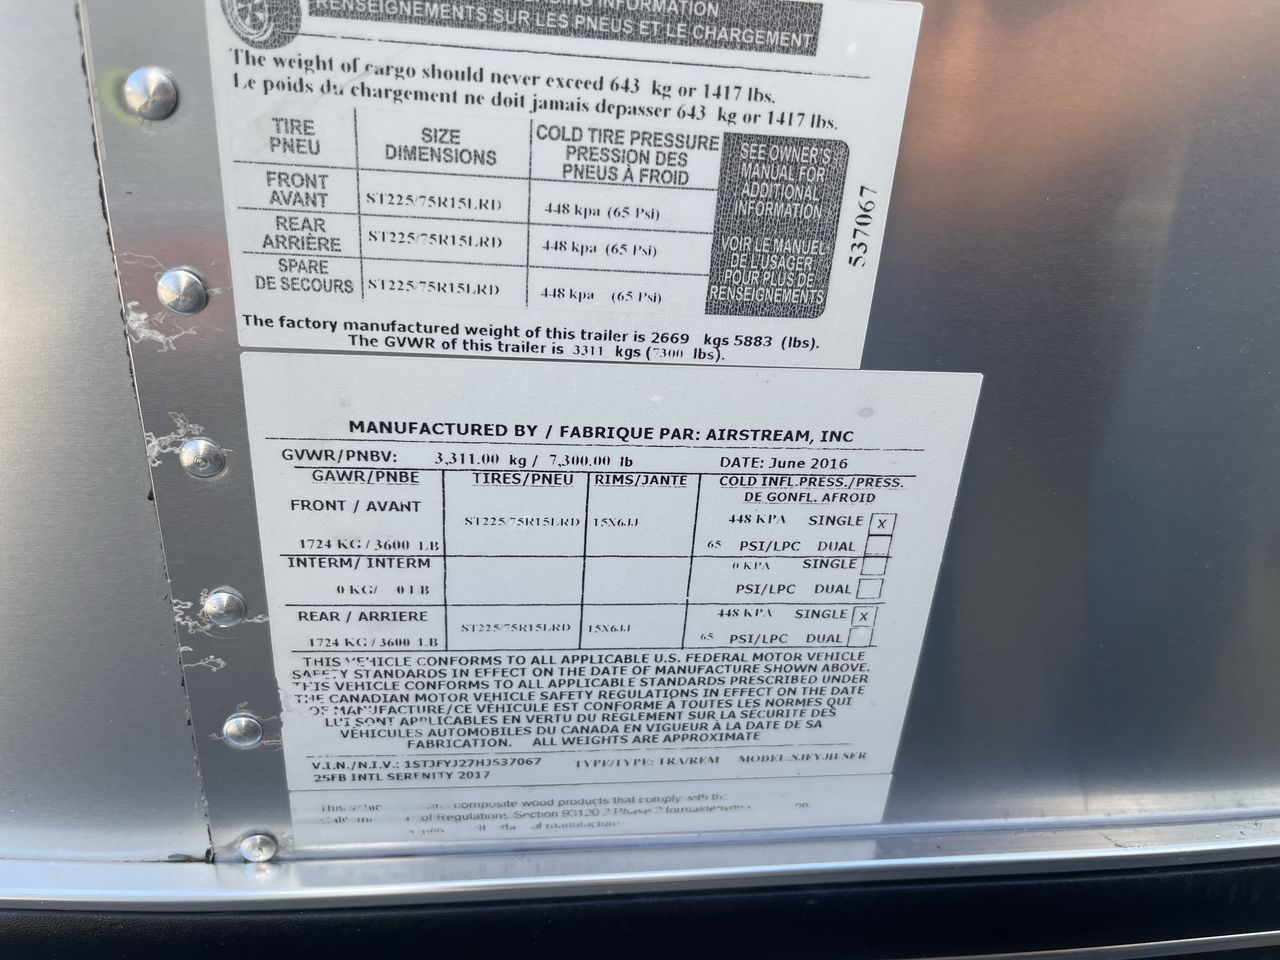 INFORMATION
RENSEIGNEMENTS SUR LES PNEUS ET LE CHARGEMENT
The weight of cargo should never exceed 643 kg or 1417 lbs.
Le poids du chargement ne doit jamais depasser 643 kg or 1417 lbs.
TIRE
PNEU
SIZE
DIMENSIONS
COLD TIRE PRESSURE
PRESSION DES
PNEUS À FROID
FRONT
AVANT
ST225/75R15LRD
448 kpa (65 Psi)
REAR
ARRIÈRE
ST225/75R15LRD
448 kpa (65 Psi)
SPARE
DE SECOURS
ST225/75R15LRD
448 kpa (65 Psi)
SEE OWNER'S
MANUAL FOR
ADDITIONAL
INFORMATION
VOIR LE MANUEL
DE L'USAGER
POUR PLUS DE
RENSEIGNEMENTS
537067
The factory manufactured weight of this trailer is 2669 kgs 5883 (lbs).
The GVWR of this trailer is 3311 kgs (7300 lbs).
MANUFACTURED BY / FABRIQUE PAR: AIRSTREAM, INC
GVWR/PNBV: 3,311.00 kg / 7,300.00 lb DATE: June 2016
GAWR/PNBE TIRES/PNEU RIMS/JANTE COLD INFL.PRESS./PRESS.
DE GONFL. AFROID
FRONT / AVANT
ST225/75R15LRD 15X6JJ 448 KPA SINGLE X
1724 KG / 3600 LB 65 PSI/LPC DUAL
INTERM/ INTERM 0 KPA SINGLE
0 KG/ 0 LB PSI/LPC DUAL
REAR / ARRIERE ST225/75R15LRD 15X6JJ 448 KPA SINGLE X
1724 KG / 3600 LB 65 PSI/LPC DUAL
THIS VEHICLE CONFORMS TO ALL APPLICABLE U.S. FEDERAL MOTOR VEHICLE
SAFETY STANDARDS IN EFFECT ON THE DATE OF MANUFACTURE SHOWN ABOVE.
THIS VEHICLE CONFORMS TO ALL APPLICABLE STANDARDS PRESCRIBED UNDER
THE CANADIAN MOTOR VEHICLE SAFETY REGULATIONS IN EFFECT ON THE DATE
OF MANUFACTURE/CE VÉHICULE EST CONFORME A TOUTES LES NORMES QUI
LUI SONT APPLICABLES EN VERTU DU REGLEMENT SUR LA SÉCURITE DES
VÉHICULES AUTOMOBILES DU CANADA EN VIGUEUR À LA DATE DE SA
FABRICATION. ALL WEIGHTS ARE APPROXIMATE
V.I.N./N.I.V.: 1STJFYJ27HJ537067 TYPE/TYPE: TRA/REM MODEL:
25FB INTL SERENITY 2017
This composite wood products that comply with
of Regulations Section 93120.2 Phase 2 formaldehyde
of manufacture